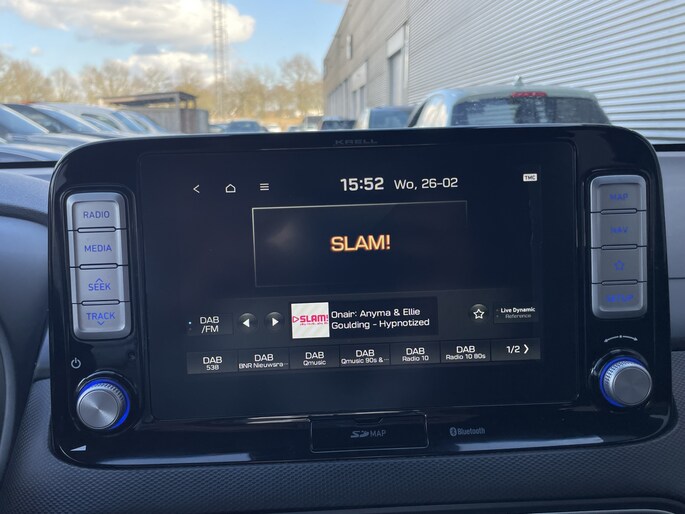 KRELL
15:52 Wo, 26-02
TMC
SLAM!
RADIO
MEDIA
SEEK
TRACK
MAP
NAV
SETUP
DAB
/FM
SLAM!
Onair: Anyma & Ellie
Goulding - Hypnotized
Live Dynamic
Reference
DAB
538
DAB
BNR Nieuwsra··
DAB
Qmusic
DAB
Qmusic 90s & ··
DAB
Radio 10
DAB
Radio 10 80s
1/2
SD MAP
Bluetooth